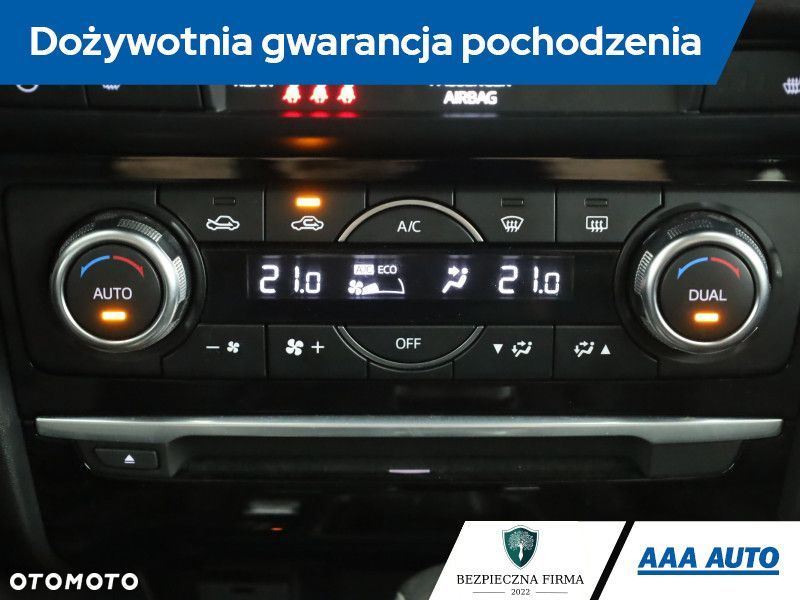 Dożywotnia gwarancja pochodzenia
AIRBAG
A/C
21.0
A/C ECO
21.0
AUTO
DUAL
OFF
OTOMOTO
BEZPIECZNA FIRMA
2022
AAA AUTO